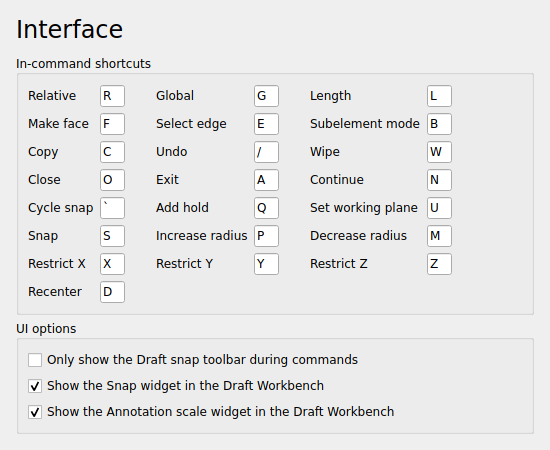 Interface
In-command shortcuts
Relative R Global G Length L
Make face F Select edge E Subelement mode B
Copy C Undo / Wipe W
Close O Exit A Continue N
Cycle snap ` Add hold Q Set working plane U
Snap S Increase radius P Decrease radius M
Restrict X X Restrict Y Y Restrict Z Z
Recenter D
UI options
Only show the Draft snap toolbar during commands
Show the Snap widget in the Draft Workbench
Show the Annotation scale widget in the Draft Workbench